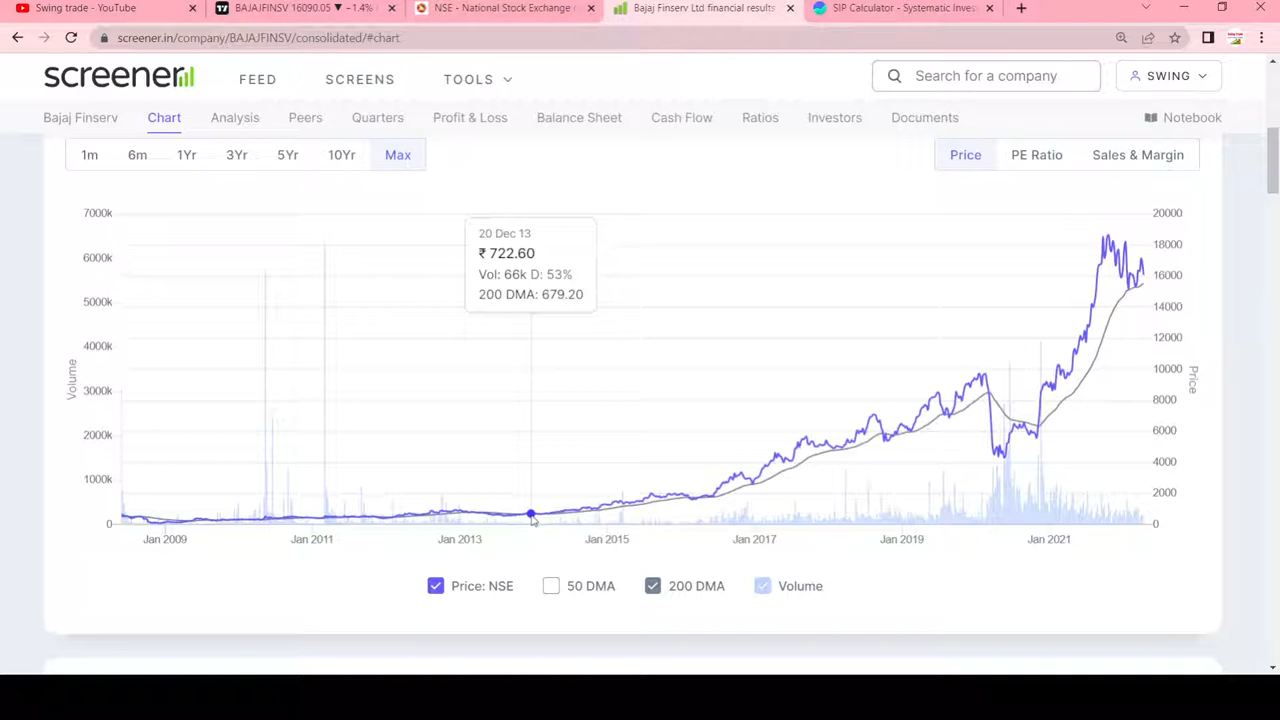 Swing trade - YouTube
BAJAJFINSV 16090.05 ▼ −1.4%
NSE - National Stock Exchange
Bajaj Finserv Ltd financial results
SIP Calculator - Systematic Inves
screener.in/company/BAJAJFINSV/consolidated/#chart
screener
FEED
SCREENS
TOOLS
Search for a company
SWING
Bajaj Finserv
Chart
Analysis
Peers
Quarters
Profit & Loss
Balance Sheet
Cash Flow
Ratios
Investors
Documents
Notebook
1m
6m
1Yr
3Yr
5Yr
10Yr
Max
Price
PE Ratio
Sales & Margin
7000k
6000k
5000k
4000k
3000k
2000k
1000k
0
Volume
20 Dec 13
₹ 722.60
Vol: 66k D: 53%
200 DMA: 679.20
20000
18000
16000
14000
12000
10000
8000
6000
4000
2000
0
Price
Jan 2009
Jan 2011
Jan 2013
Jan 2015
Jan 2017
Jan 2019
Jan 2021
Price: NSE
50 DMA
200 DMA
Volume